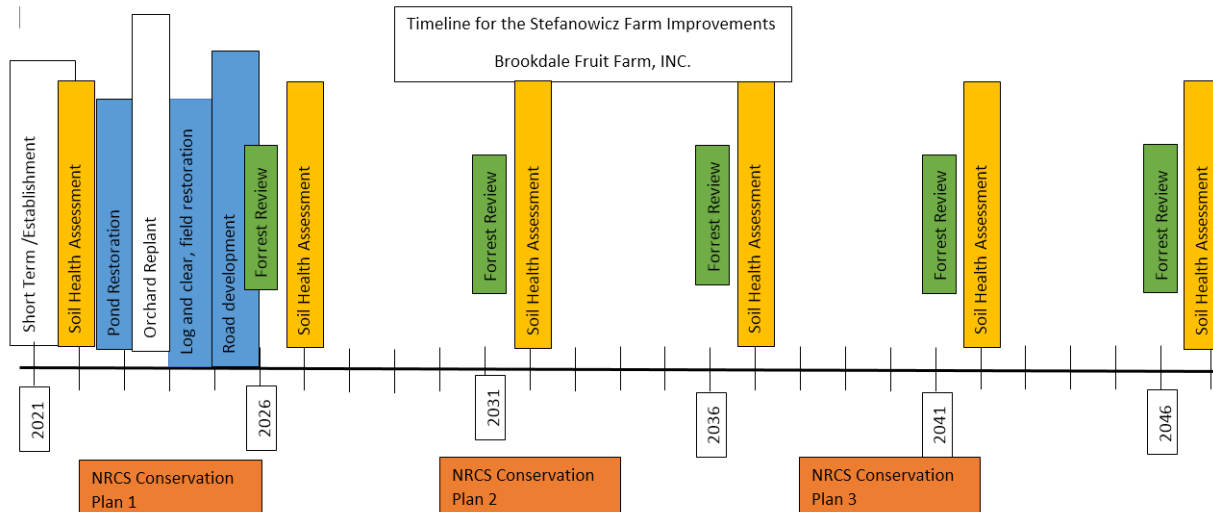 Timeline for the Stefanowicz Farm Improvements
Brookdale Fruit Farm, INC.
Short Term /Establishment
Soil Health Assessment
Pond Restoration
Orchard Replant
Log and clear, field restoration
Road development
Forrest Review
Soil Health Assessment
Forrest Review
Soil Health Assessment
Forrest Review
Soil Health Assessment
Forrest Review
Soil Health Assessment
Forrest Review
Soil Health Assessment
2021
2026
2031
2036
2041
2046
NRCS Conservation
Plan 1
NRCS Conservation
Plan 2
NRCS Conservation
Plan 3